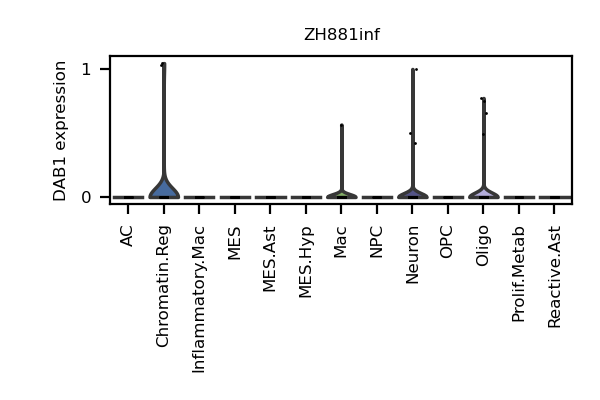 ZH881inf
DAB1 expression
1
0
AC
Chromatin.Reg
Inflammatory.Mac
MES
MES.Ast
MES.Hyp
Mac
NPC
Neuron
OPC
Oligo
Prolif.Metab
Reactive.Ast